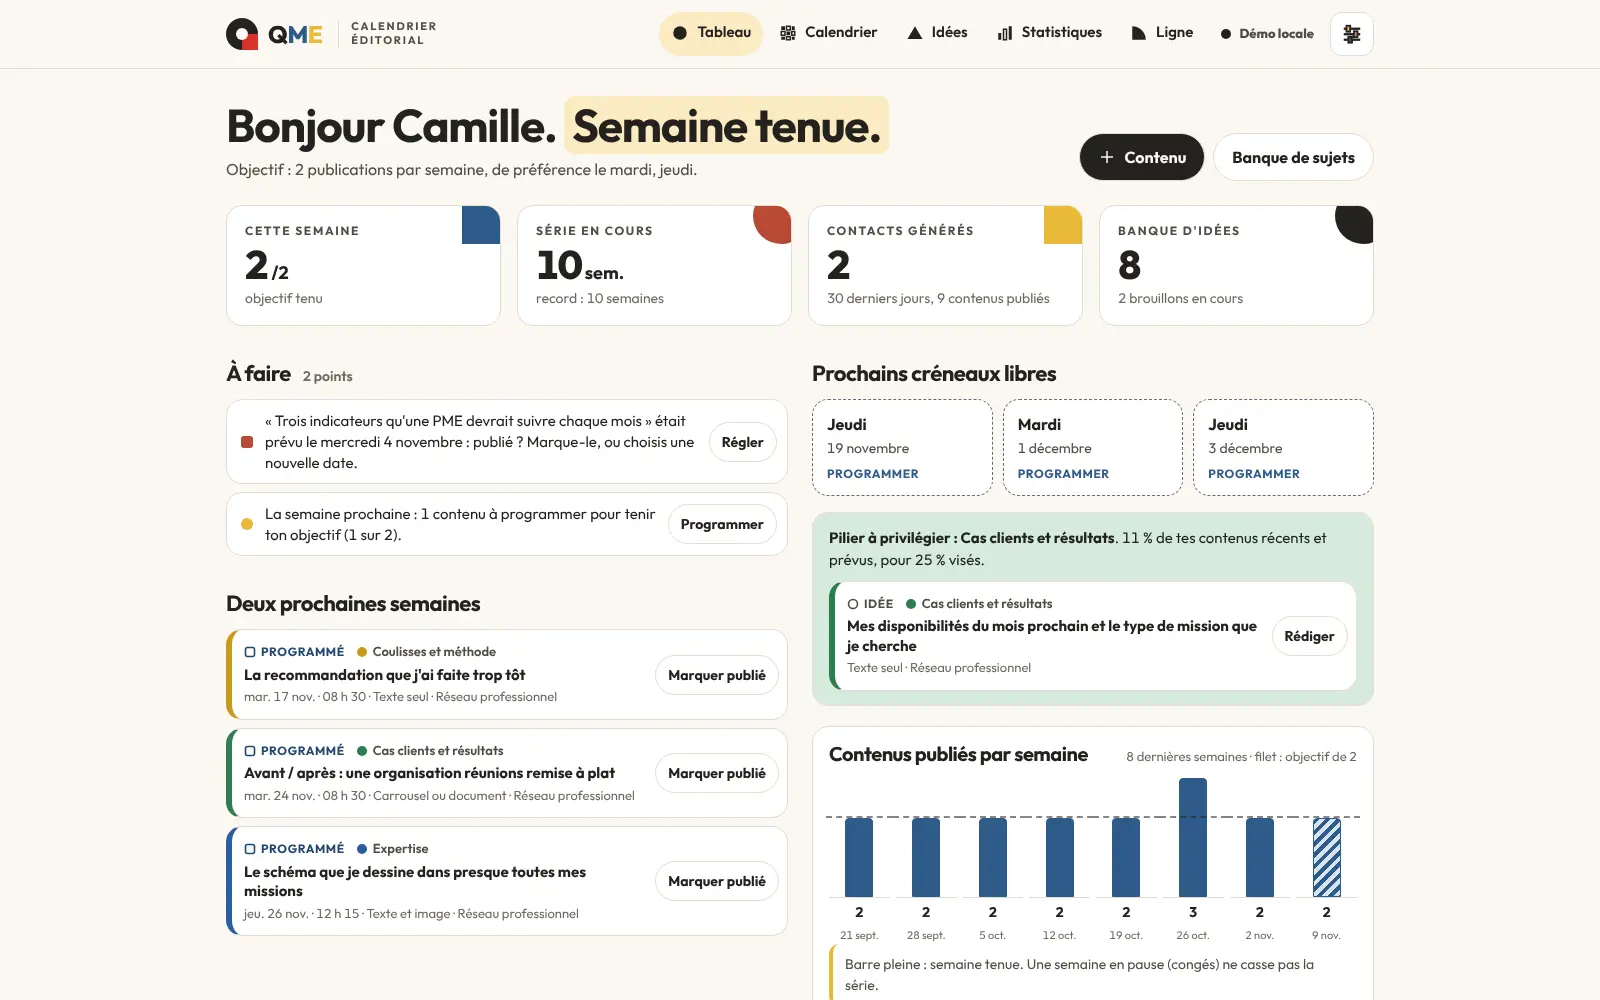 QME
CALENDRIER
ÉDITORIAL
Tableau
Calendrier
Idées
Statistiques
Ligne
Démo locale
Bonjour Camille. Semaine tenue.
Objectif : 2 publications par semaine, de préférence le mardi, jeudi.
+ Contenu
Banque de sujets
CETTE SEMAINE
2 /2
objectif tenu
SÉRIE EN COURS
10 sem.
record : 10 semaines
CONTACTS GÉNÉRÉS
2
30 derniers jours, 9 contenus publiés
BANQUE D'IDÉES
8
2 brouillons en cours
À faire 2 points
« Trois indicateurs qu'une PME devrait suivre chaque mois » était
prévu le mercredi 4 novembre : publié ? Marque-le, ou choisis une
nouvelle date.
Régler
La semaine prochaine : 1 contenu à programmer pour tenir
ton objectif (1 sur 2).
Programmer
Deux prochaines semaines
PROGRAMMÉ Coulisses et méthode
La recommandation que j'ai faite trop tôt
mar. 17 nov. · 08 h 30 · Texte seul · Réseau professionnel
Marquer publié
PROGRAMMÉ Cas clients et résultats
Avant / après : une organisation réunions remise à plat
mar. 24 nov. · 08 h 30 · Carrousel ou document · Réseau professionnel
Marquer publié
PROGRAMMÉ Expertise
Le schéma que je dessine dans presque toutes mes
missions
jeu. 26 nov. · 12 h 15 · Texte et image · Réseau professionnel
Marquer publié
Prochains créneaux libres
Jeudi
19 novembre
PROGRAMMER
Mardi
1 décembre
PROGRAMMER
Jeudi
3 décembre
PROGRAMMER
Pilier à privilégier : Cas clients et résultats. 11 % de tes contenus récents et
prévus, pour 25 % visés.
IDÉE Cas clients et résultats
Mes disponibilités du mois prochain et le type de mission que
je cherche
Texte seul · Réseau professionnel
Rédiger
Contenus publiés par semaine
8 dernières semaines · filet : objectif de 2
2 2 2 2 2 3 2 2
21 sept. 28 sept. 5 oct. 12 oct. 19 oct. 26 oct. 2 nov. 9 nov.
Barre pleine : semaine tenue. Une semaine en pause (congés) ne casse pas la
série.